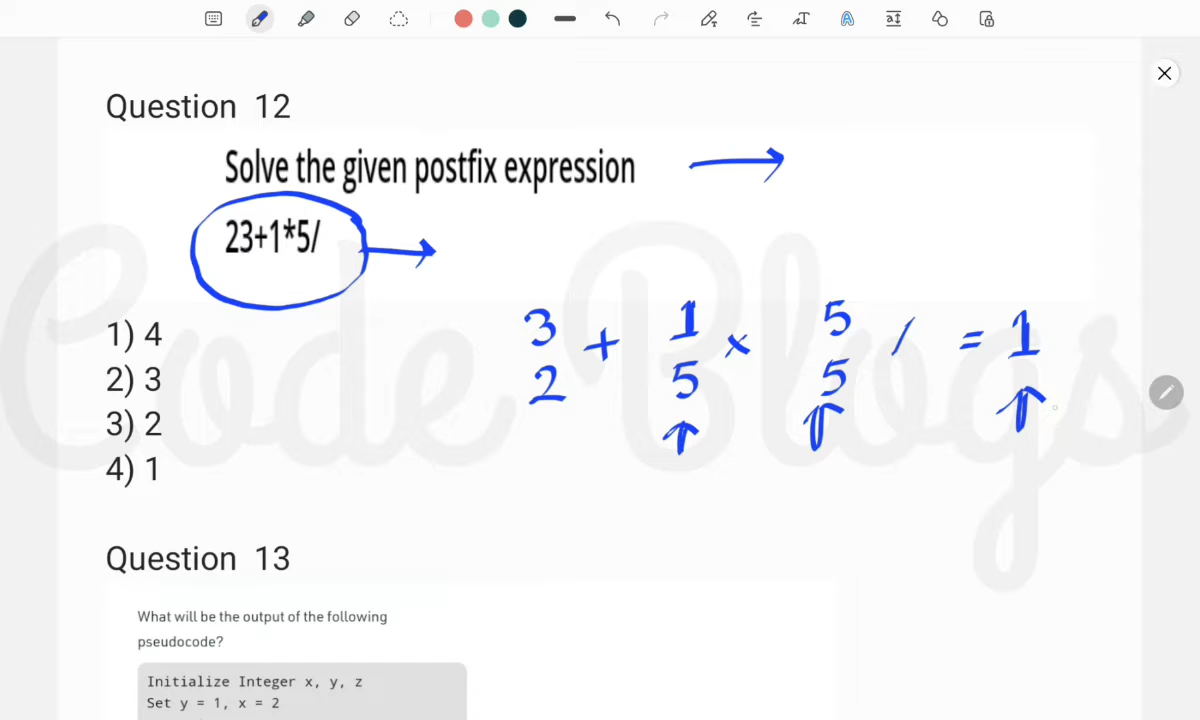 Question 12
Solve the given postfix expression
23+1*5/
1) 4
2) 3
3) 2
4) 1
3 + 1 × 5 / = 1
2 5 5
Code Blogs
Question 13
What will be the output of the following
pseudocode?
Initialize Integer x, y, z
Set y = 1, x = 2